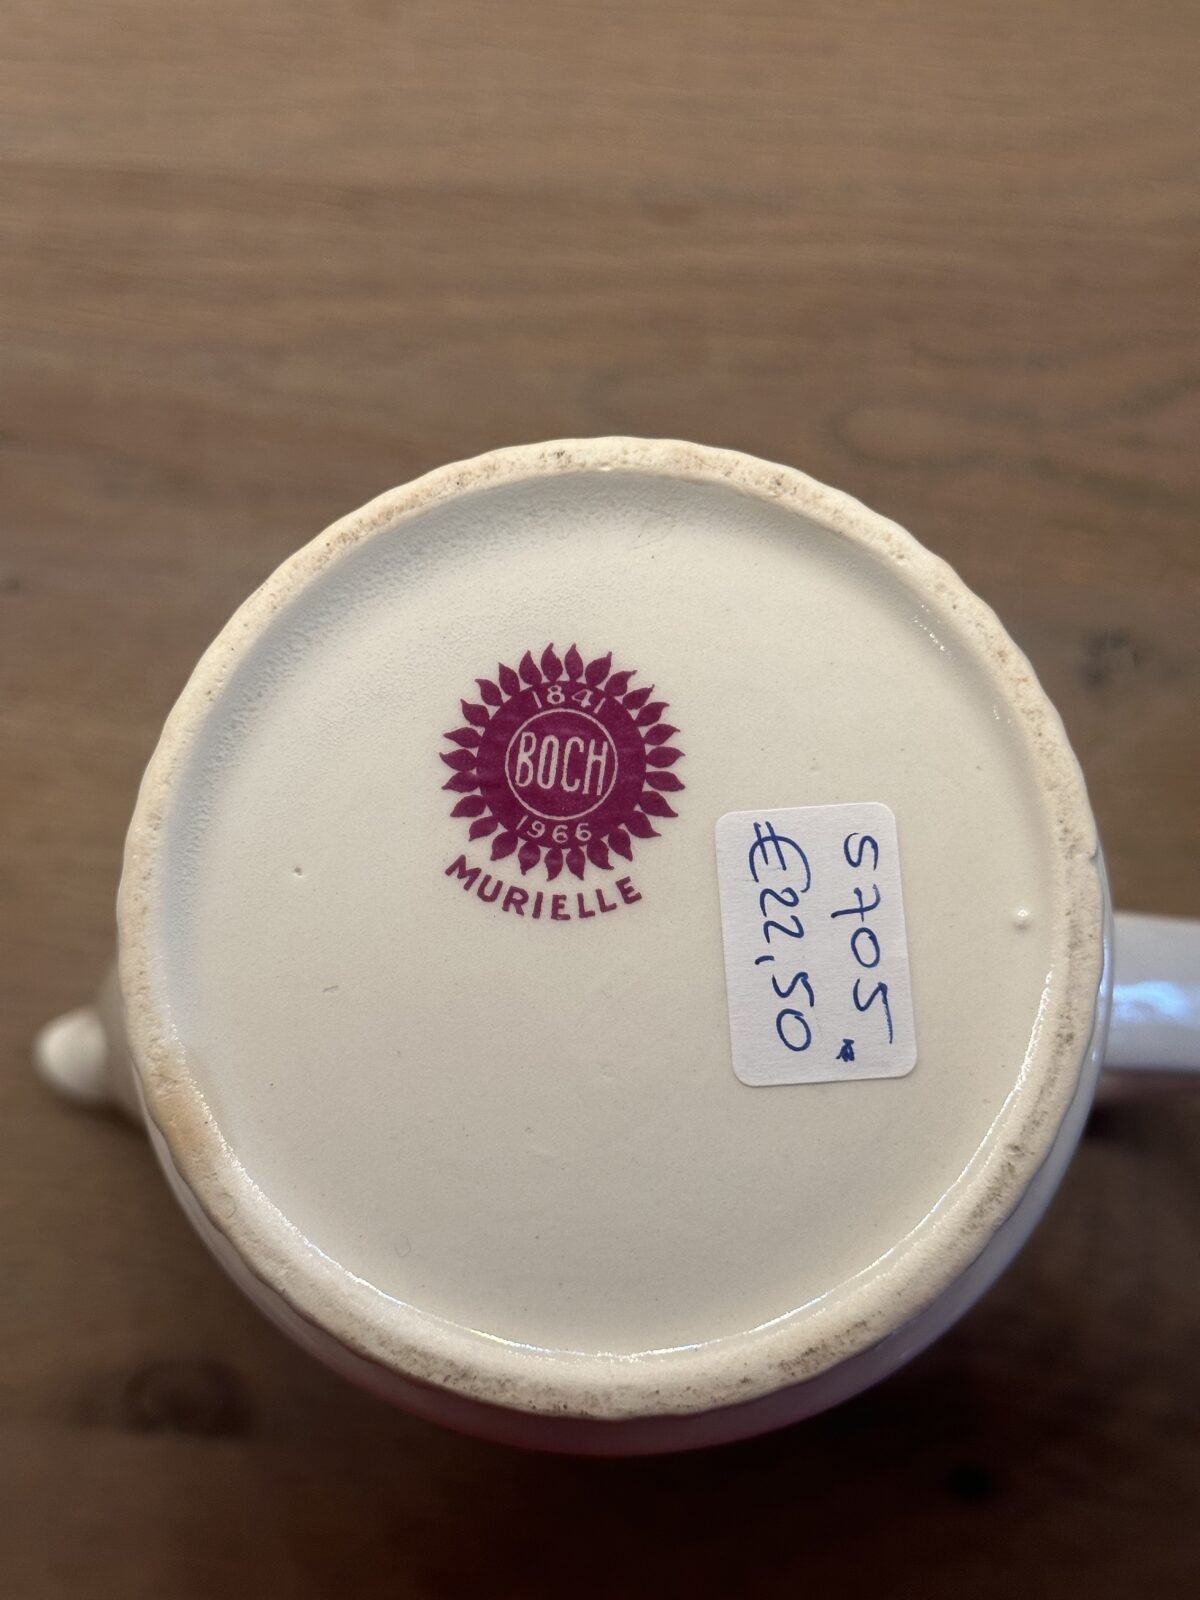 1841
BOCH
1966
MURIELLE
5705.
€22,50